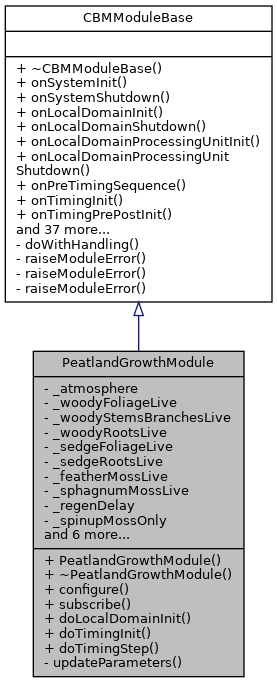 CBMModuleBase
+ ~CBMModuleBase()
+ onSystemInit()
+ onSystemShutdown()
+ onLocalDomainInit()
+ onLocalDomainShutdown()
+ onLocalDomainProcessingUnitInit()
+ onLocalDomainProcessingUnit
Shutdown()
+ onPreTimingSequence()
+ onTimingInit()
+ onTimingPrePostInit()
and 37 more...
- doWithHandling()
- raiseModuleError()
- raiseModuleError()
- raiseModuleError()
PeatlandGrowthModule
- _atmosphere
- _woodyFoliageLive
- _woodyStemsBranchesLive
- _woodyRootsLive
- _sedgeFoliageLive
- _sedgeRootsLive
- _featherMossLive
- _sphagnumMossLive
- _regenDelay
- _spinupMossOnly
and 6 more...
+ PeatlandGrowthModule()
+ ~PeatlandGrowthModule()
+ configure()
+ subscribe()
+ doLocalDomainInit()
+ doTimingInit()
+ doTimingStep()
- updateParameters()